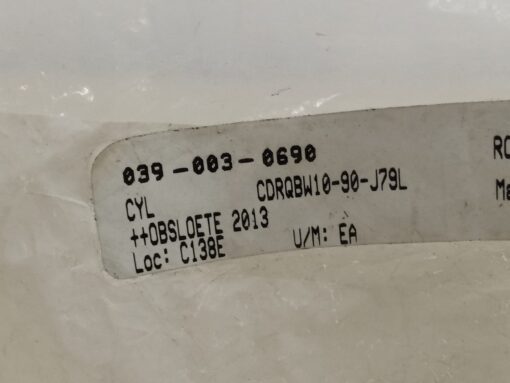 039-003-0690
CYL CDRQBW10-90-J79L
++OBSLOETE 2013
Loc: C138E U/M: EA